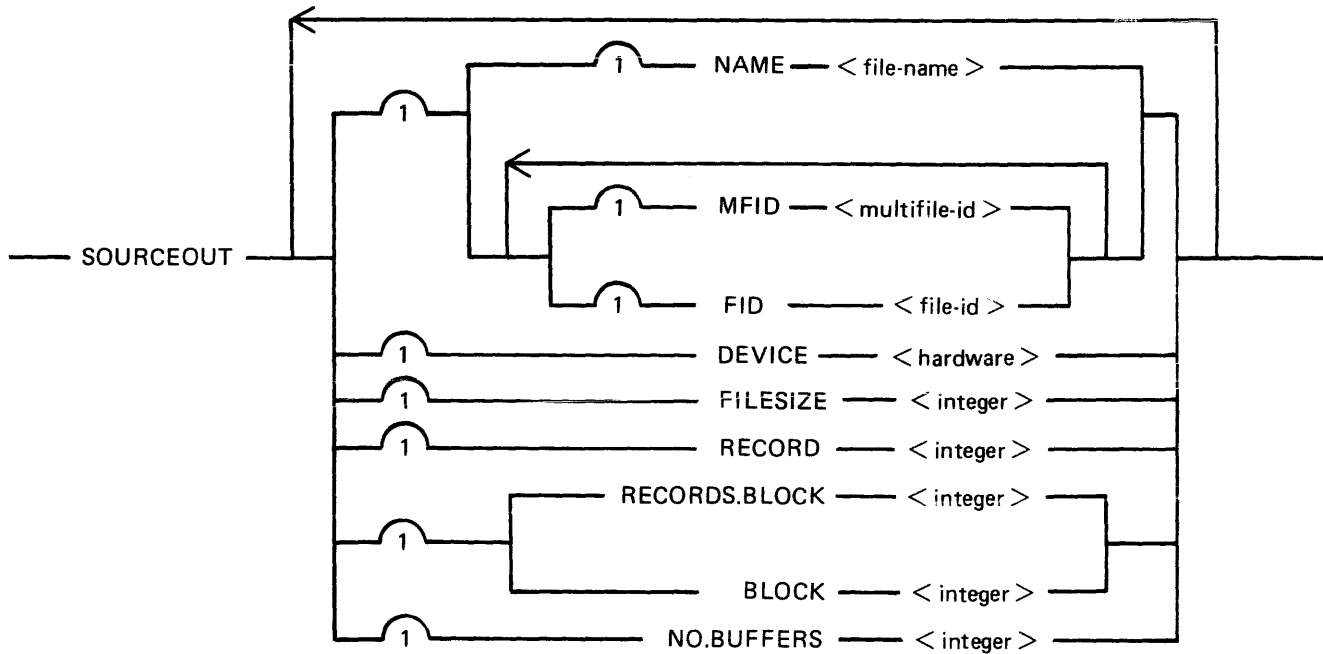 1 NAME < file-name >
1
1 MFID < multifile-id >
SOURCEOUT
1 FID < file-id >
1 DEVICE < hardware >
1 FILESIZE < integer >
1 RECORD < integer >
RECORDS.BLOCK < integer >
1
BLOCK < integer >
1 NO.BUFFERS < integer >